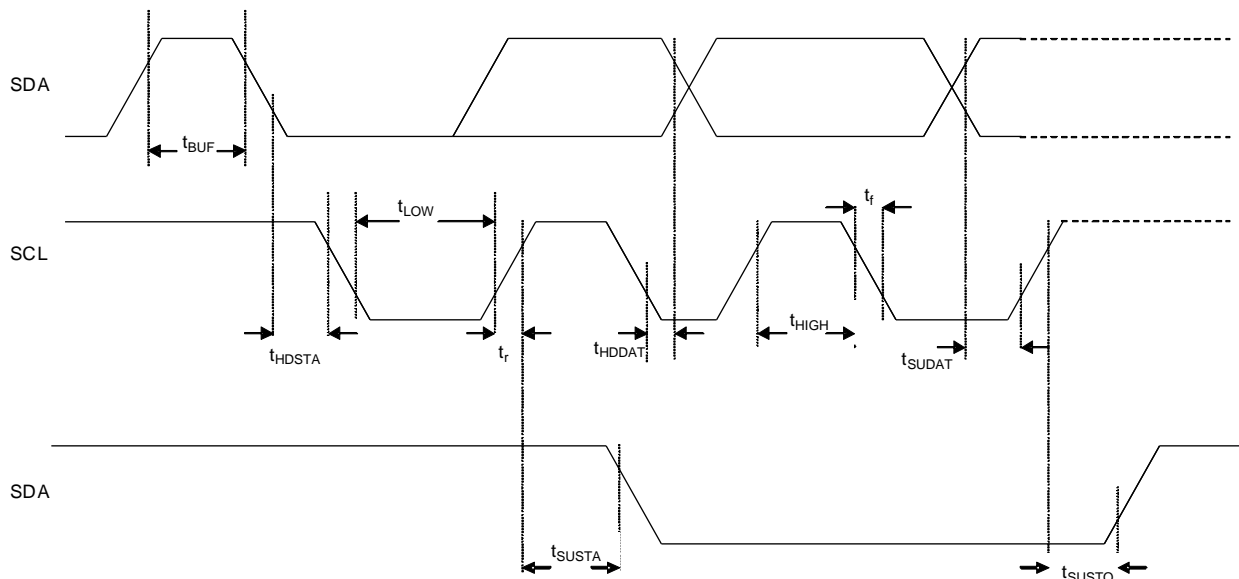 SDA
tBUF
tLOW
tf
SCL
tHDSTA
tr
tHDDAT
tHIGH
tSUDAT
SDA
tSUSTA
tSUSTO